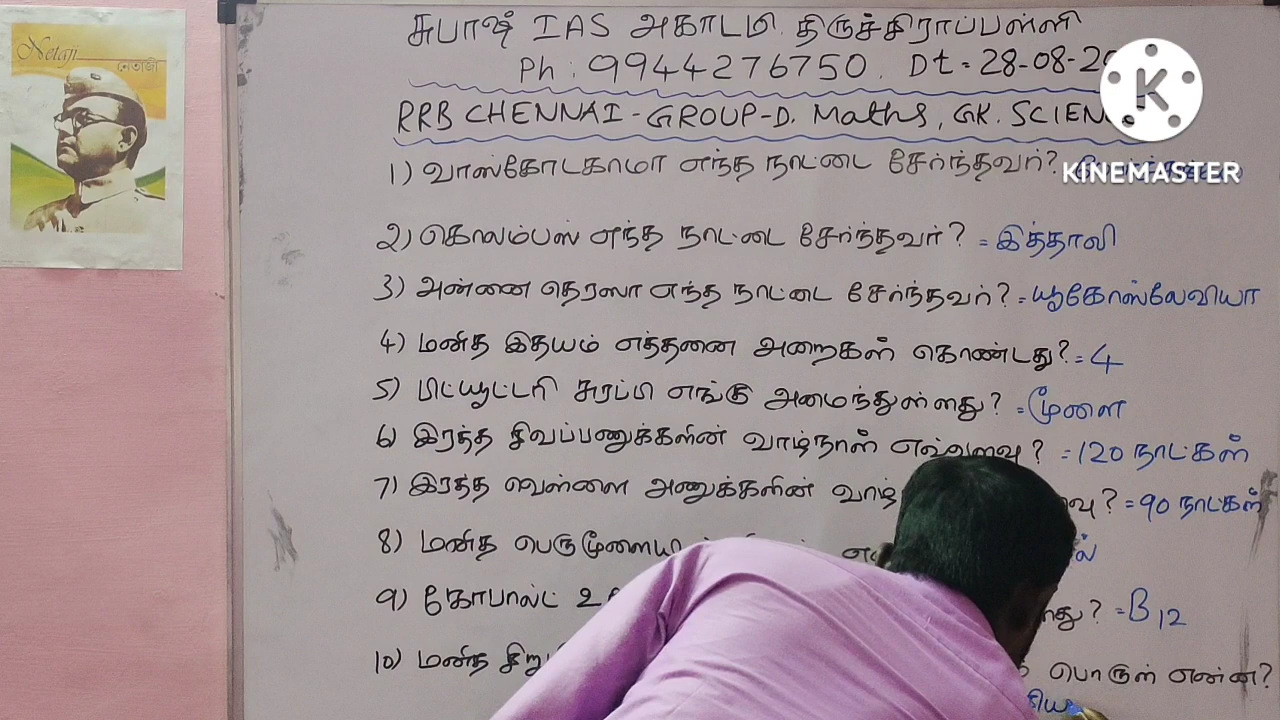 Netaji
নেতাজী
சுபாஷ் IAS அகாடமி திருச்சிராப்பள்ளி
Ph : 9944276750. Dt = 28-08-2
RRB CHENNAI - GROUP-D. Maths, GK. SCIEN
K
KINEMASTER
1) வாஸ்கோடகாமா எந்த நாட்டை சேர்ந்தவர்?
2) கொலம்பஸ் எந்த நாட்டை சேர்ந்தவர்? = இத்தாலி
3) அன்னை தெரஸா எந்த நாட்டை சேர்ந்தவர்? = யூகோஸ்லேவியா
4) மனித இதயம் எத்தனை அறைகள் கொண்டது? = 4
5) பிட்யூட்டரி சுரப்பி எங்கு அமைந்துள்ளது? = மூளை
6) இரத்த சிவப்பணுக்களின் வாழ்நாள் எவ்வளவு? = 120 நாட்கள்
7) இரத்த வெள்ளை அணுக்களின் வாழ் வு? = 90 நாட்கள்
8) மனித
9) கோபால்ட் ளது? = B12
10) மனித சிறு பொருள் என்ன?